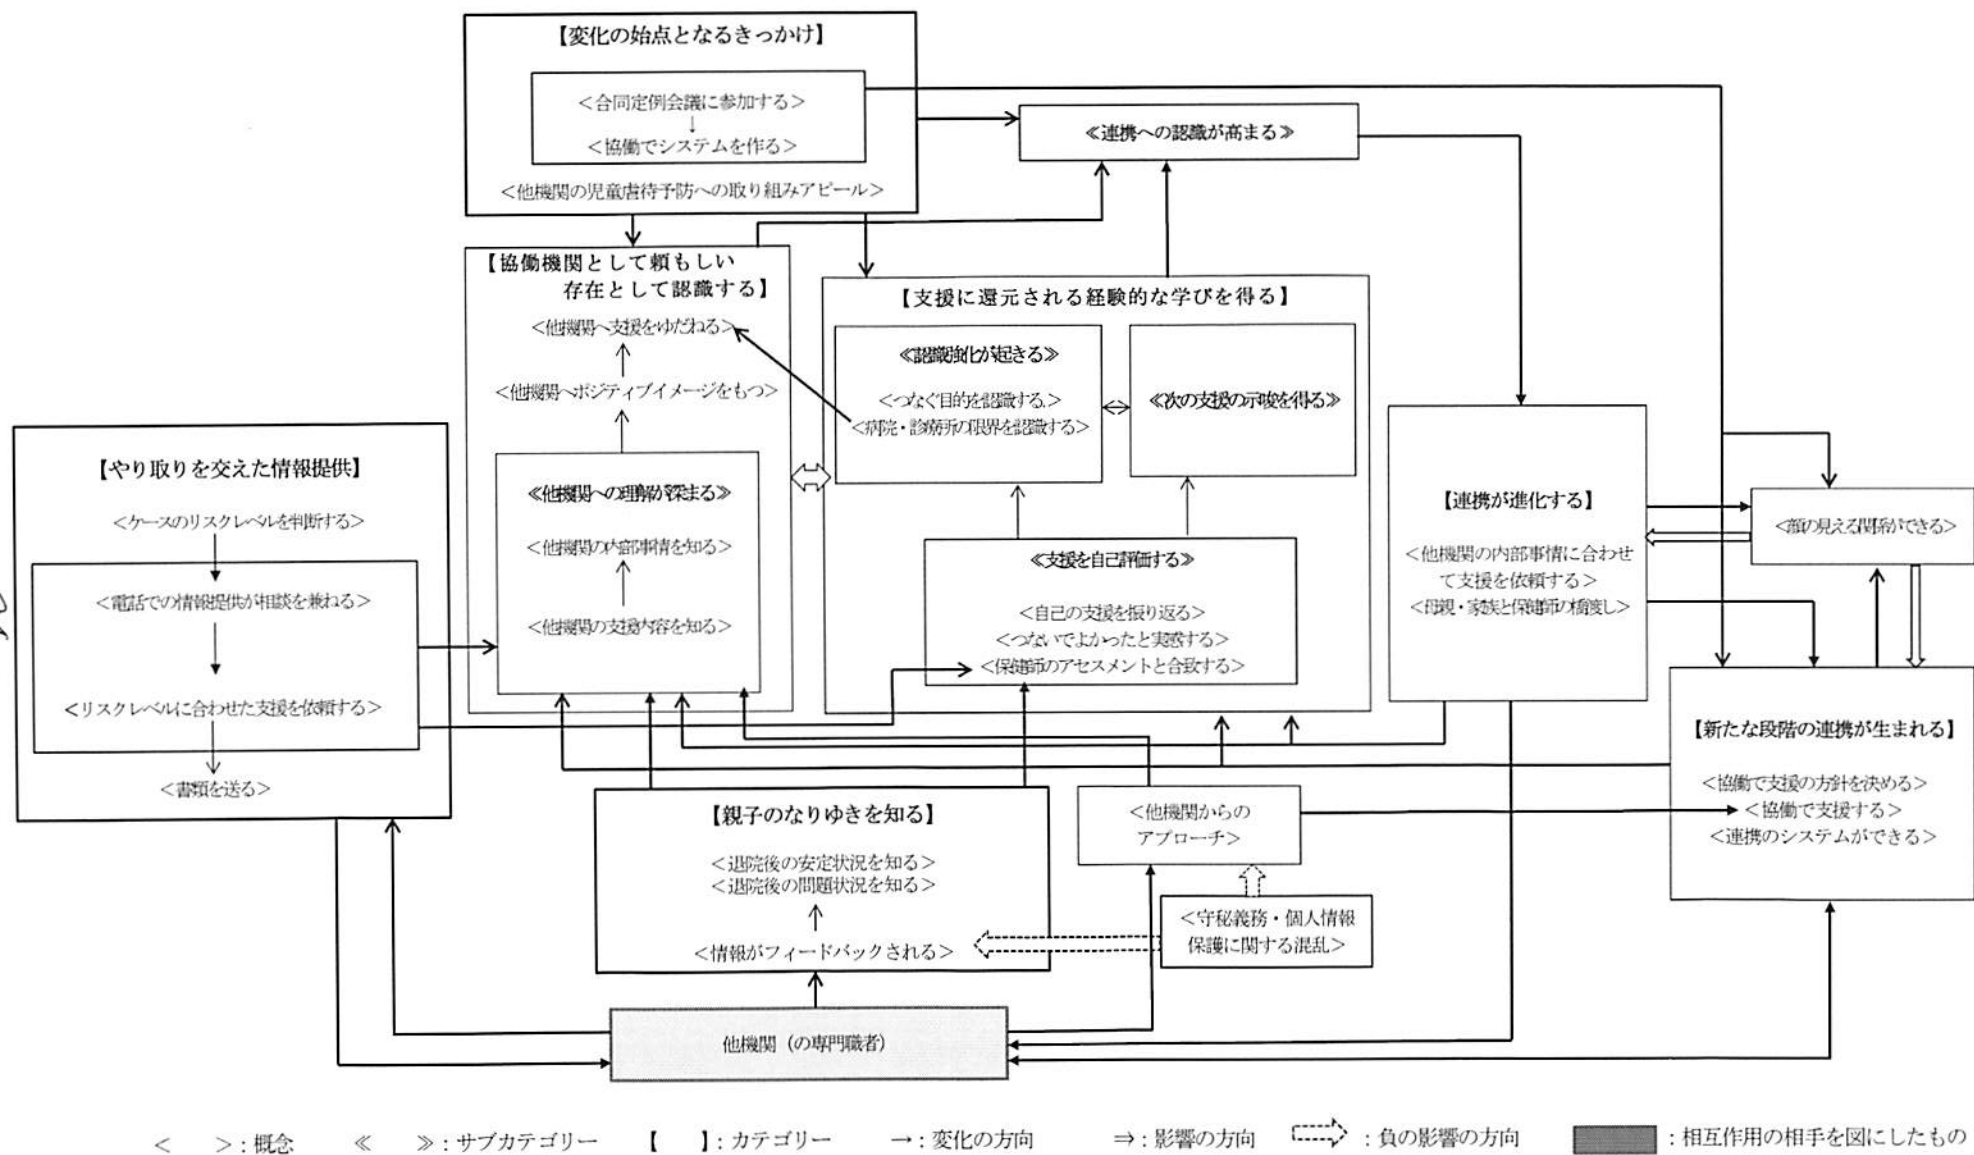 【変化の始点となるきっかけ】
＜合同定例会議に参加する＞
↓
＜協働でシステムを作る＞
＜他機関の児童虐待予防への取り組みアピール＞
≪連携への認識が高まる≫
【協働機関として頼もしい
存在として認識する】
＜他機関へ支援をゆだねる＞
＜他機関へポジティブイメージをもつ＞
≪他機関への理解が深まる≫
＜他機関の内部事情を知る＞
＜他機関の支援内容を知る＞
【支援に還元される経験的な学びを得る】
≪認識強化が起きる≫
＜つなぐ目的を認識する＞
＜病院・診療所の限界を認識する＞
≪次の支援の示唆を得る≫
≪支援を自己評価する≫
＜自己の支援を振り返る＞
＜つないでよかったと実感する＞
＜保健師のアセスメントと合致する＞
【やり取りを交えた情報提供】
＜ケースのリスクレベルを判断する＞
＜電話での情報提供が相談を兼ねる＞
＜リスクレベルに合わせた支援を依頼する＞
＜書類を送る＞
【連携が進化する】
＜他機関の内部事情に合わせ
て支援を依頼する＞
＜母親・家族と保健師の橋渡し＞
＜顔の見える関係ができる＞
【新たな段階の連携が生まれる】
＜協働で支援の方針を決める＞
＜協働で支援する＞
＜連携のシステムができる＞
【親子のなりゆきを知る】
＜退院後の安定状況を知る＞
＜退院後の問題状況を知る＞
＜情報がフィードバックされる＞
＜他機関からの
アプローチ＞
＜守秘義務・個人情報
保護に関する混乱＞
他機関（の専門職者）
＜　＞：概念　≪　≫：サブカテゴリー　【　】：カテゴリー　→：変化の方向　⇒：影響の方向　：負の影響の方向　：相互作用の相手を図にしたもの